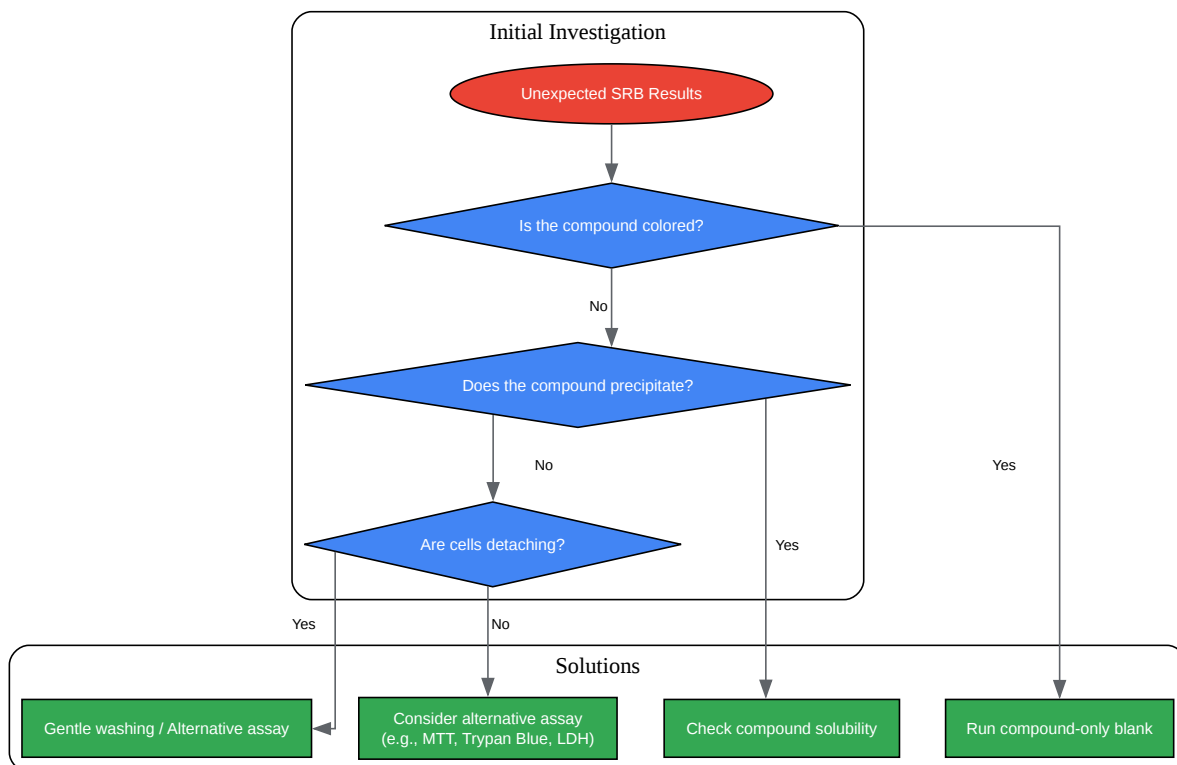 Initial Investigation
Unexpected SRB Results
Is the compound colored?
No
Does the compound precipitate?
No
Yes
Are cells detaching?
Yes
Yes
No
Solutions
Gentle washing / Alternative assay
Consider alternative assay
(e.g., MTT, Trypan Blue, LDH)
Check compound solubility
Run compound-only blank